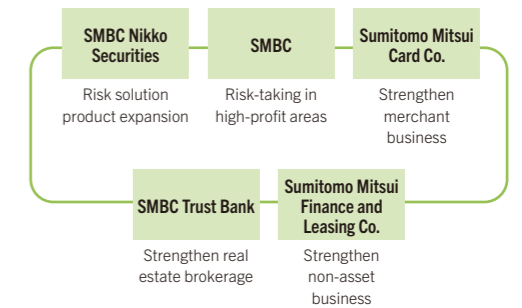 SMBC Nikko
Securities
Risk solution
product expansion
SMBC
Risk-taking in
high-profit areas
Sumitomo Mitsui
Card Co.
Strengthen
merchant
business
SMBC Trust Bank
Strengthen real
estate brokerage
Sumitomo Mitsui
Finance and
Leasing Co.
Strengthen
non-asset
business